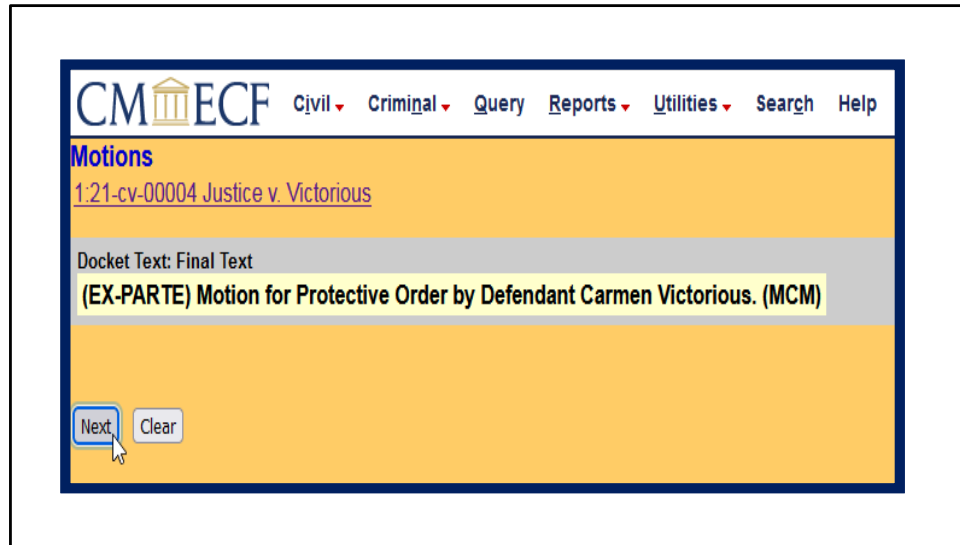 CM ECF Civil Criminal Query Reports Utilities Search Help
Motions
1:21-cv-00004 Justice v. Victorious
Docket Text: Final Text
(EX-PARTE) Motion for Protective Order by Defendant Carmen Victorious. (MCM)
Next Clear